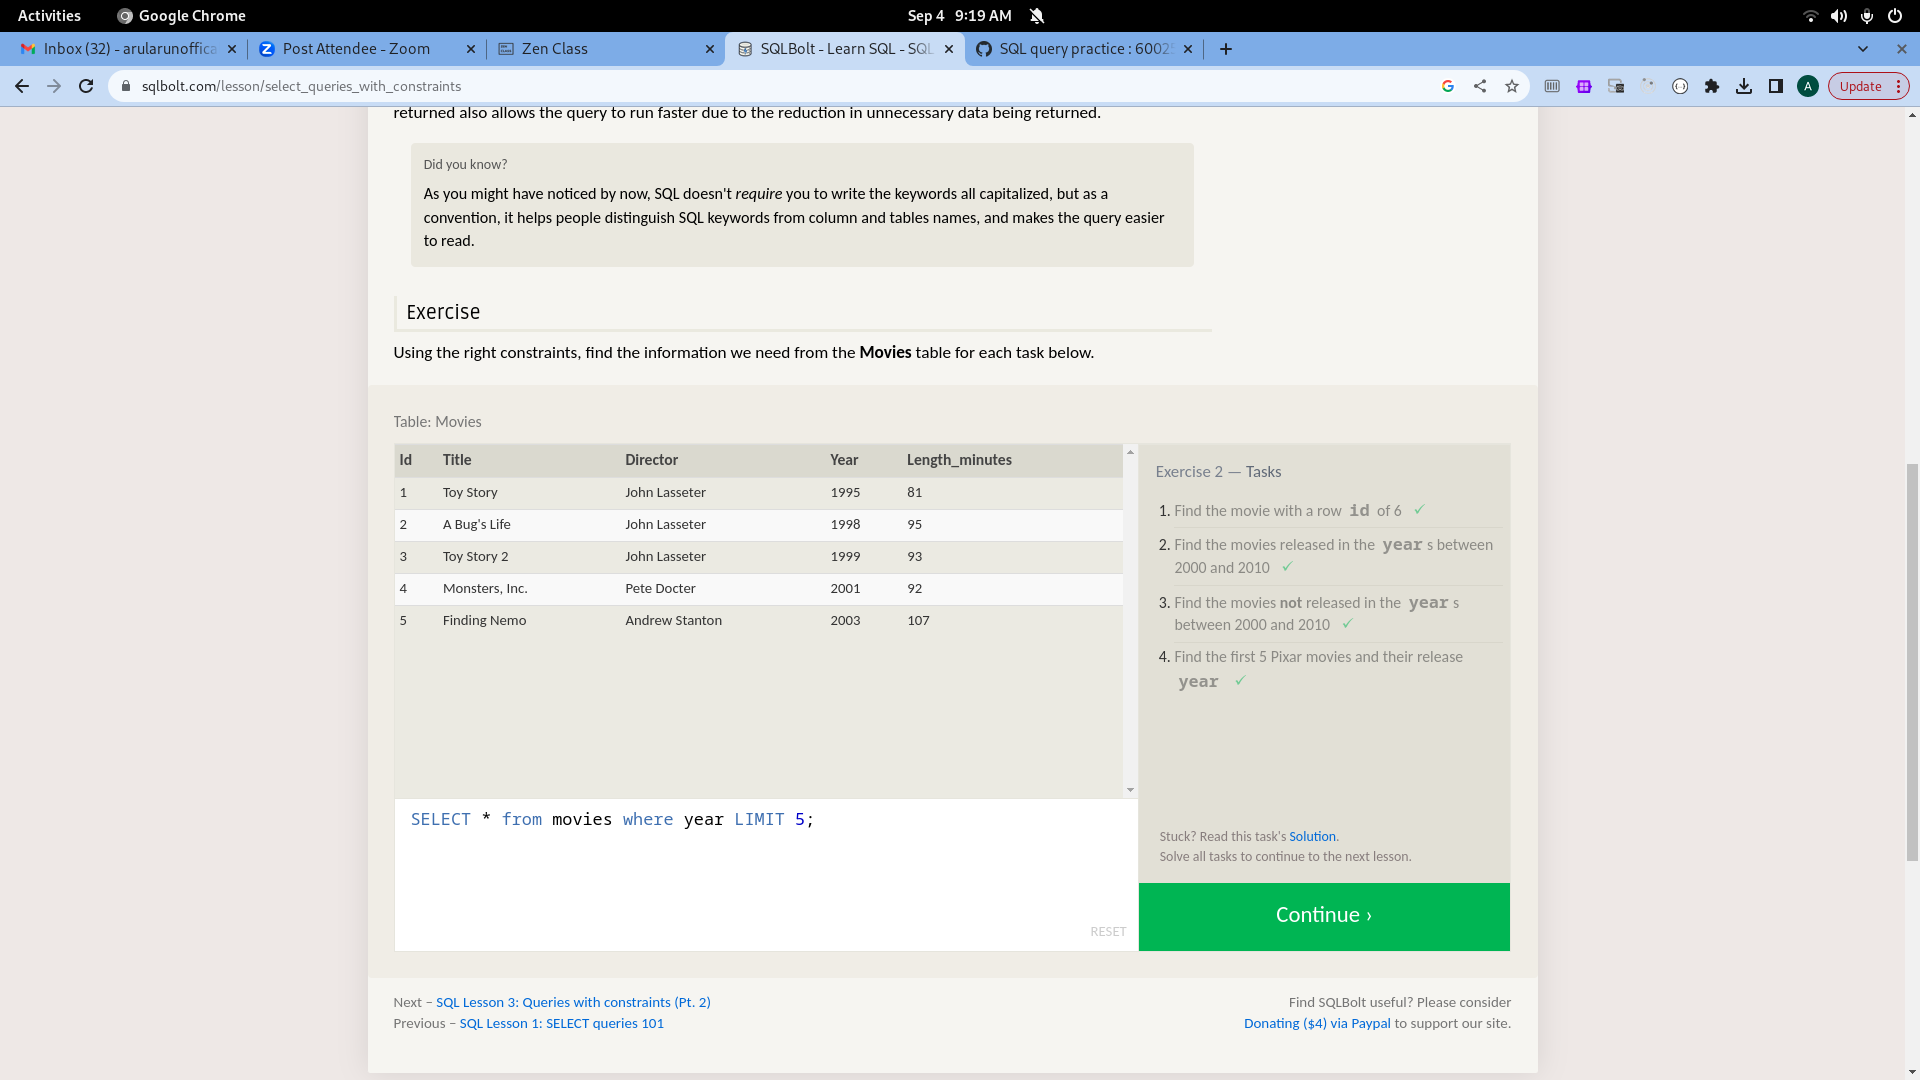 Activities Google Chrome Sep 4 9:19 AM
Inbox (32) - arularunoffica Post Attendee - Zoom Zen Class SQLBolt - Learn SQL - SQL SQL query practice : 6002
sqlbolt.com/lesson/select_queries_with_constraints A Update
returned also allows the query to run faster due to the reduction in unnecessary data being returned.
Did you know?
As you might have noticed by now, SQL doesn't require you to write the keywords all capitalized, but as a
convention, it helps people distinguish SQL keywords from column and tables names, and makes the query easier
to read.
Exercise
Using the right constraints, find the information we need from the Movies table for each task below.
Table: Movies
Id Title Director Year Length_minutes
1 Toy Story John Lasseter 1995 81
2 A Bug's Life John Lasseter 1998 95
3 Toy Story 2 John Lasseter 1999 93
4 Monsters, Inc. Pete Docter 2001 92
5 Finding Nemo Andrew Stanton 2003 107
SELECT * from movies where year LIMIT 5;
RESET
Exercise 2 — Tasks
1. Find the movie with a row id of 6 ✓
2. Find the movies released in the year s between
2000 and 2010 ✓
3. Find the movies not released in the year s
between 2000 and 2010 ✓
4. Find the first 5 Pixar movies and their release
year ✓
Stuck? Read this task's Solution.
Solve all tasks to continue to the next lesson.
Continue ›
Next – SQL Lesson 3: Queries with constraints (Pt. 2)
Previous – SQL Lesson 1: SELECT queries 101
Find SQLBolt useful? Please consider
Donating ($4) via Paypal to support our site.